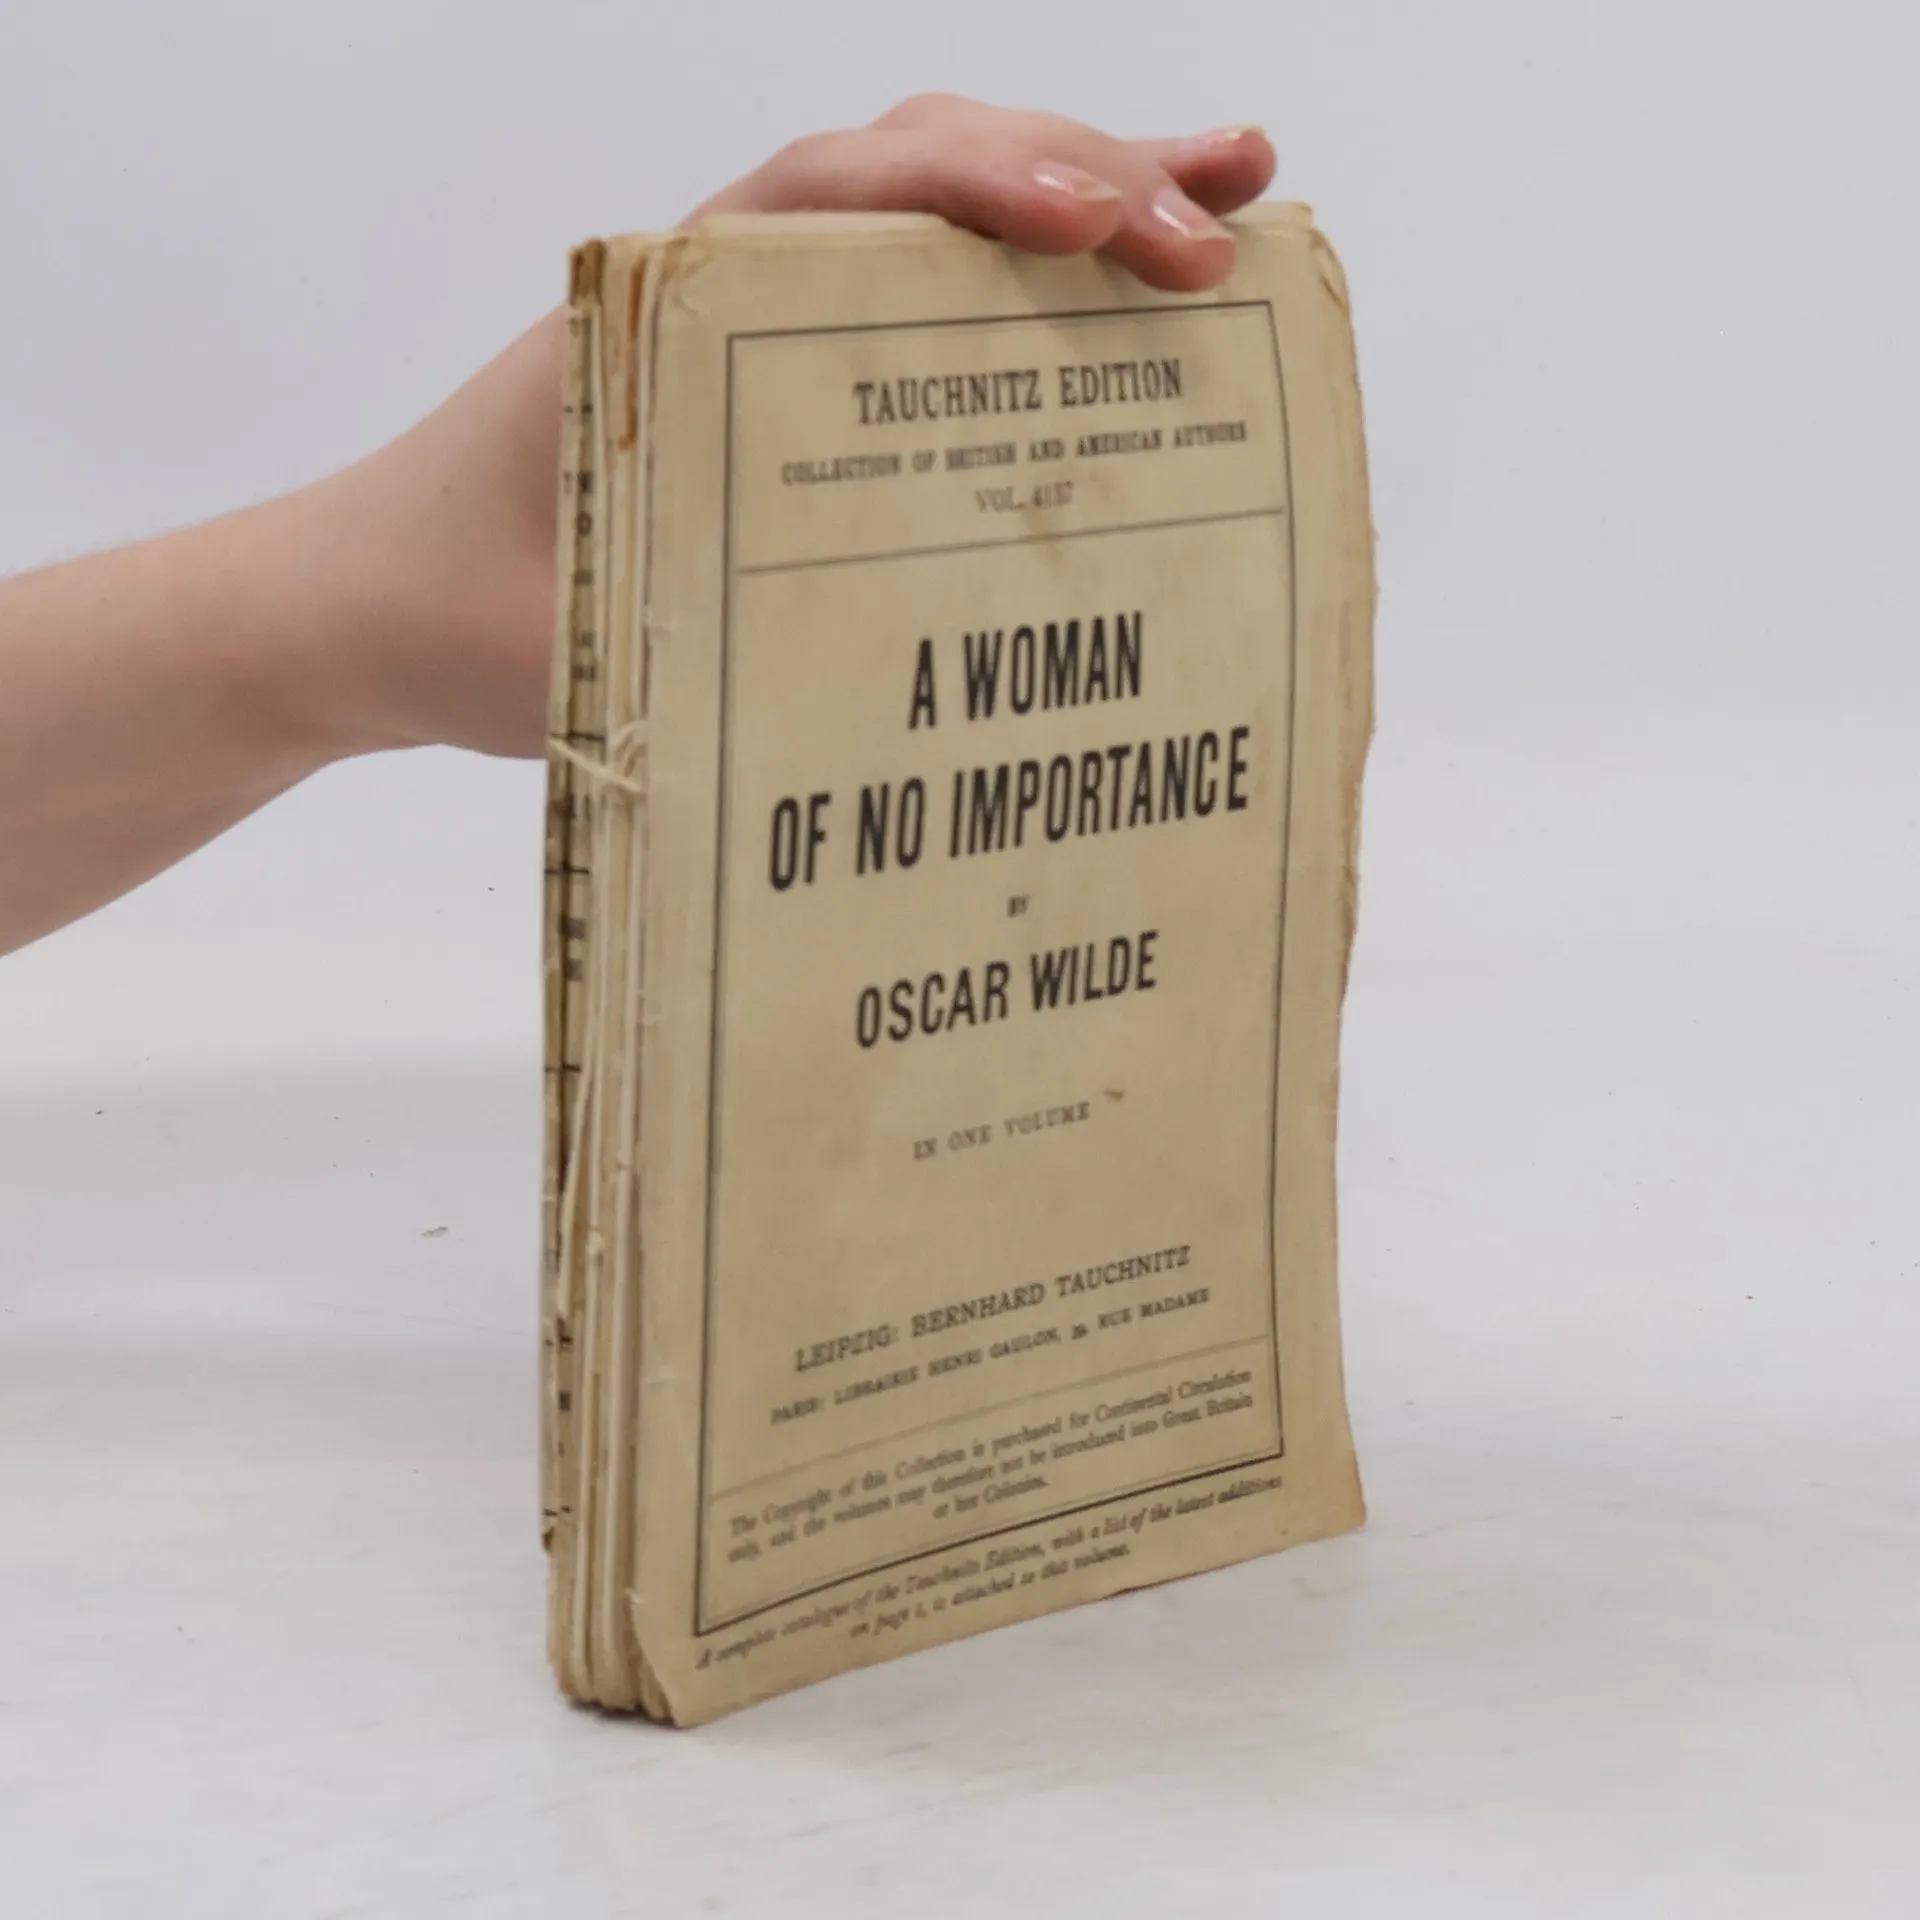 TAUCHNITZ EDITION
COLLECTION OF BRITISH AND AMERICAN AUTHORS
VOL. 4157
A WOMAN
OF NO IMPORTANCE
BY
OSCAR WILDE
IN ONE VOLUME
LEIPZIG: BERNHARD TAUCHNITZ
PARIS: LIBRAIRIE HENRI GAULON, 39, RUE MADAME
The Copyright of this Collection is purchased for Continental Circulation
only, and the volumes may therefore not be introduced into Great Britain
or her Colonies.
A complete catalogue of the Tauchnitz Edition, with a list of the latest additions
on page 1, is attached to this volume.